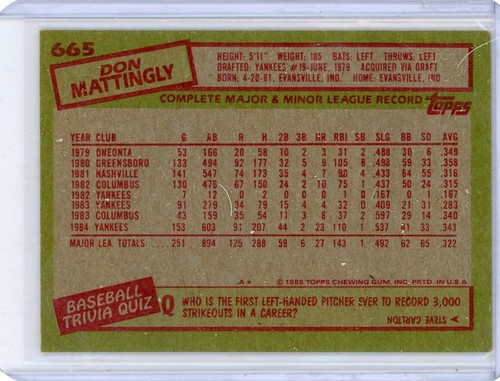 665
DON
MATTINGLY
HEIGHT: 5'11" WEIGHT: 185 BATS: LEFT THROWS: LEFT
DRAFTED: YANKEES #19-JUNE, 1979 ACQUIRED VIA DRAFT
BORN: 4-20-61, EVANSVILLE, IND. HOME: EVANSVILLE, IND
COMPLETE MAJOR & MINOR LEAGUE RECORD Topps
YEAR CLUB G AB R H 2B 3B HR RBI SB SLG BB SO AVG
1979 ONEONTA 53 166 20 58 10 2 3 31 2 .488 30 6 .349
1980 GREENSBORO 133 494 92 177 32 5 9 105 8 .498 59 33 .358
1981 NASHVILLE 141 547 74 173 35 4 7 98 4 .433 64 55 .316
1982 COLUMBUS 130 476 67 150 24 2 10 75 1 .437 50 24 .315
1982 YANKEES 7 12 0 2 0 0 0 1 0 .167 0 1 .167
1983 YANKEES 91 279 34 79 15 4 4 32 0 .409 21 31 .283
1983 COLUMBUS 43 159 35 54 11 3 8 37 2 .597 29 14 .340
1984 YANKEES 153 603 91 207 44 2 23 110 1 .537 41 33 .343
MAJOR LEA TOTALS . . . 251 894 125 288 59 6 27 143 1 .492 62 65 .322
A★ © 1985 TOPPS CHEWING GUM, INC. PRTD. IN U.S.A
BASEBALL
TRIVIA QUIZ
Q WHO IS THE FIRST LEFT-HANDED PITCHER EVER TO RECORD 3,000
STRIKEOUTS IN A CAREER?
A STEVE CARLTON